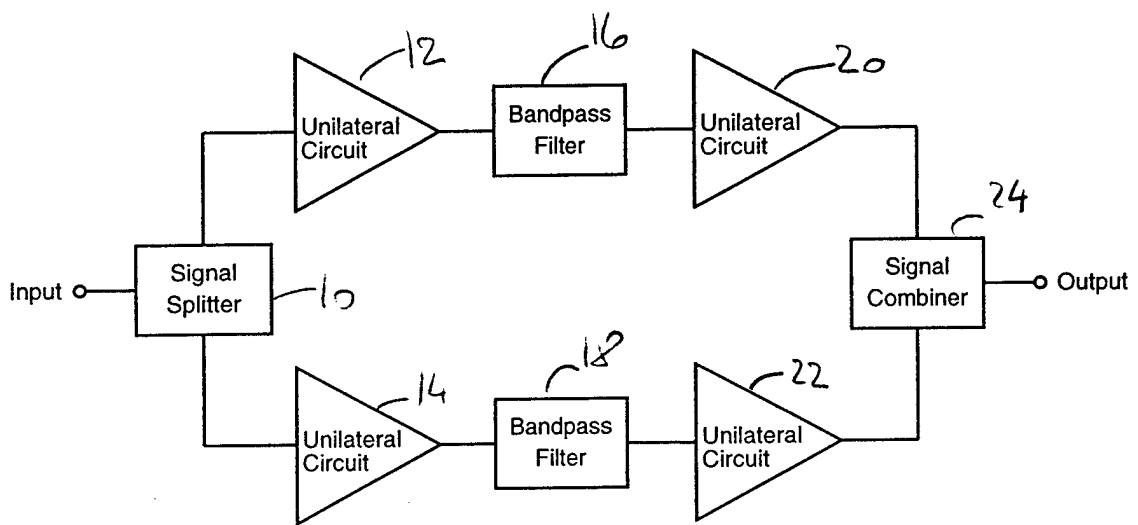 12
16
20
Unilateral
Circuit
Bandpass
Filter
Unilateral
Circuit
24
Input
Signal
Splitter
10
Signal
Combiner
Output
14
18
22
Unilateral
Circuit
Bandpass
Filter
Unilateral
Circuit